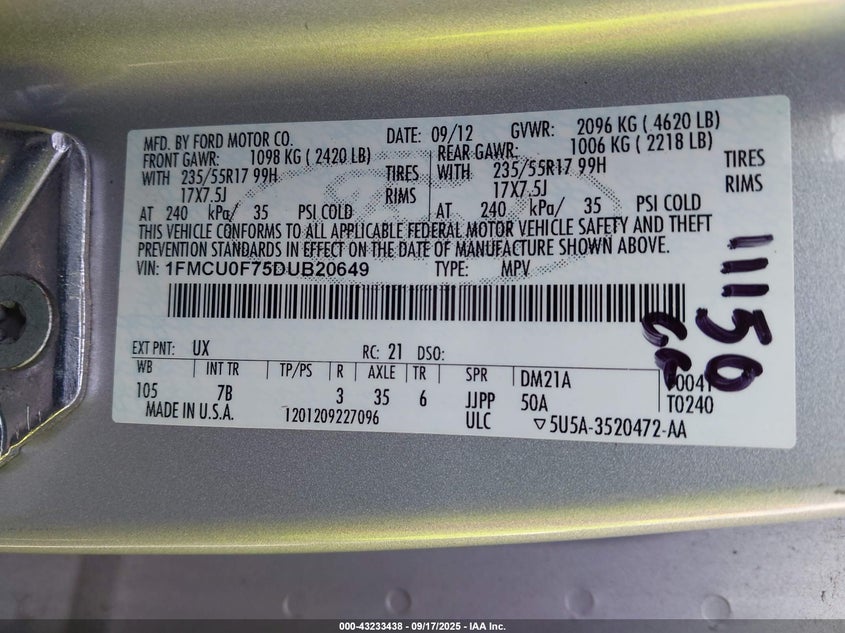 MFD. BY FORD MOTOR CO. DATE: 09/12 GVWR: 2096 KG ( 4620 LB)
FRONT GAWR: 1098 KG ( 2420 LB) REAR GAWR: 1006 KG ( 2218 LB)
WITH 235/55R17 99H TIRES WITH 235/55R17 99H TIRES
17X7.5J RIMS 17X7.5J RIMS
AT 240 kPa/ 35 PSI COLD AT 240 kPa/ 35 PSI COLD
THIS VEHICLE CONFORMS TO ALL APPLICABLE FEDERAL MOTOR VEHICLE SAFETY AND THEFT
PREVENTION STANDARDS IN EFFECT ON THE DATE OF MANUFACTURE SHOWN ABOVE.
VIN: 1FMCU0F75DUB20649 TYPE: MPV
EXT PNT: UX RC: 21 DSO:
WB INT TR TP/PS R AXLE TR SPR DM21A
105 7B 3 35 6 JJPP 50A T0240
MADE IN U.S.A. 1201209227096 ULC ▽5U5A-3520472-AA
11150
000-43233438 - 09/17/2025 - IAA Inc.